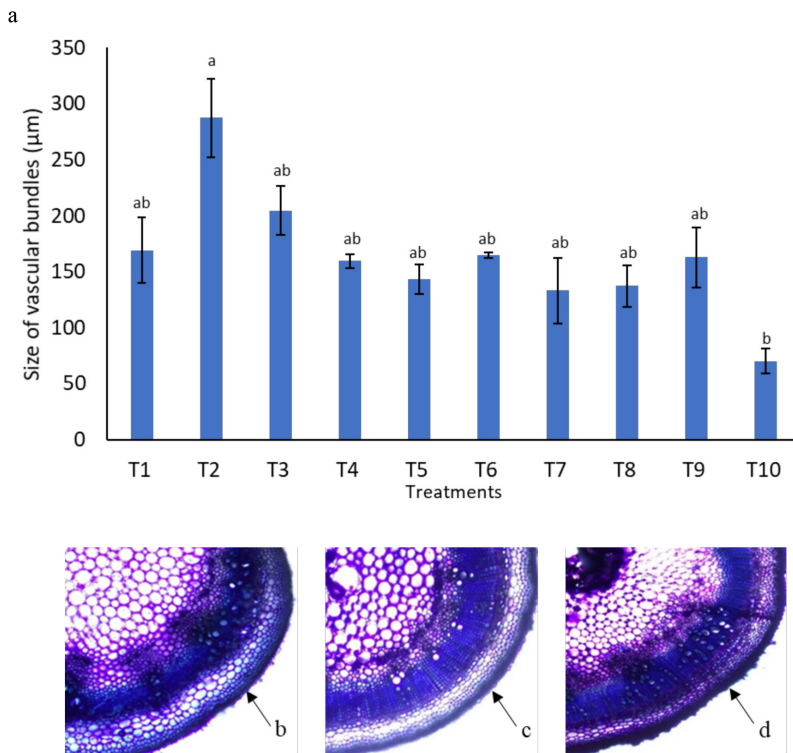 a
350
300
250
200
150
100
50
0
Size of vascular bundles (µm)
ab
a
ab
ab
ab
ab
ab
ab
ab
b
T1 T2 T3 T4 T5 T6 T7 T8 T9 T10
Treatments
b
c
d